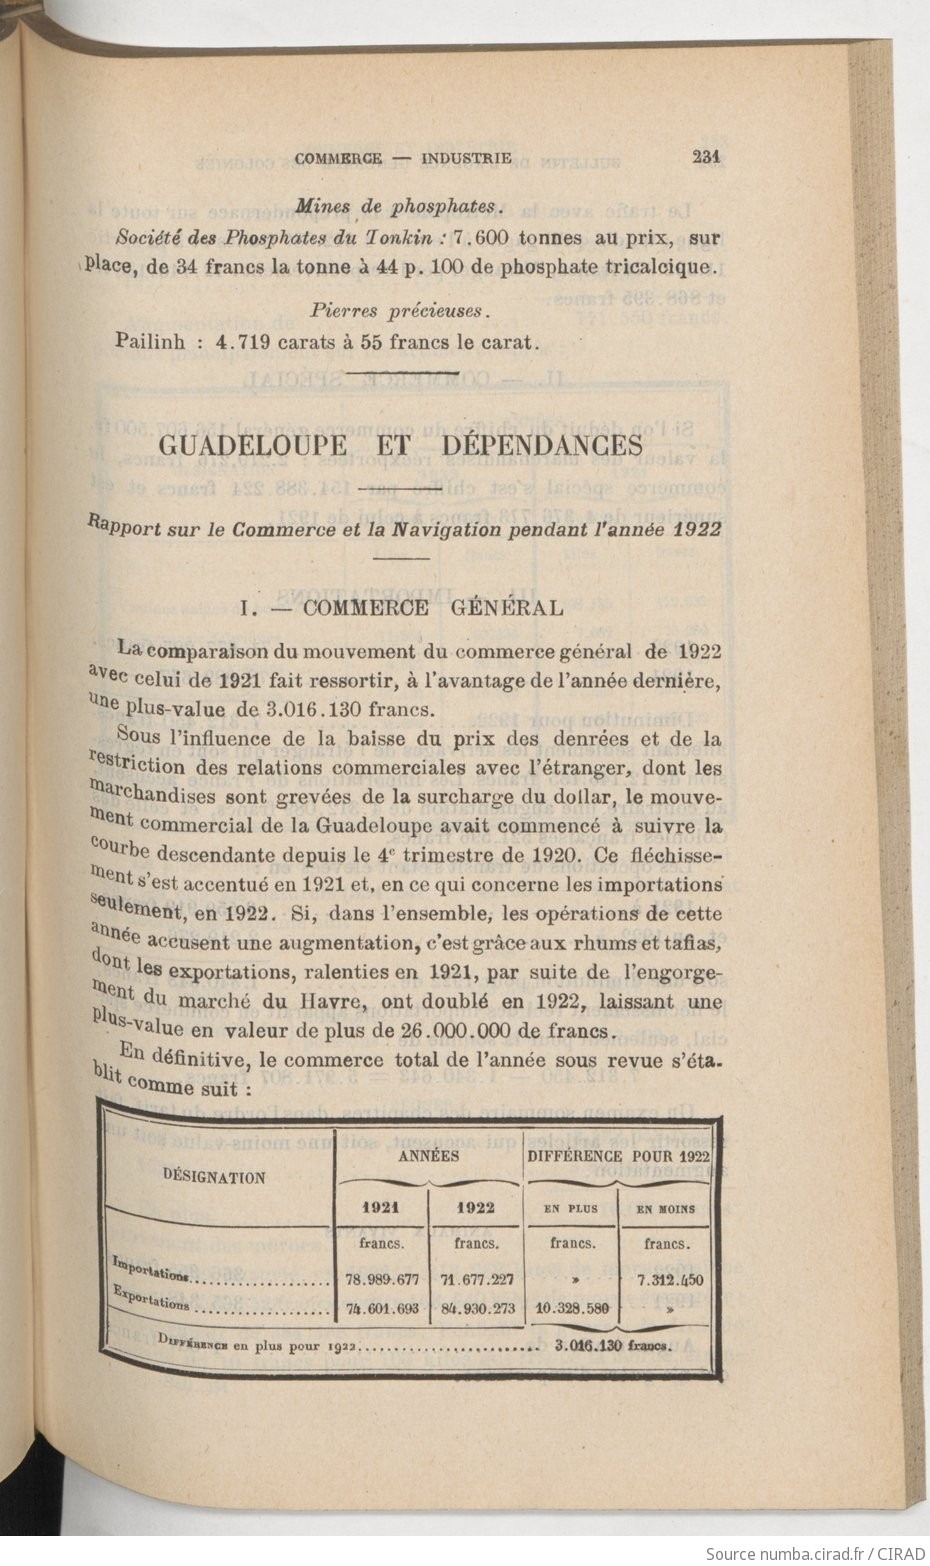 COMMERCE — INDUSTRIE 231
Mines de phosphates.
Société des Phosphates du Tonkin : 7.600 tonnes au prix, sur
place, de 34 francs la tonne à 44 p. 100 de phosphate tricalcique.
Pierres précieuses.
Pailinh : 4.719 carats à 55 francs le carat.
GUADELOUPE ET DÉPENDANCES
Rapport sur le Commerce et la Navigation pendant l'année 1922
I. — COMMERCE GÉNÉRAL
La comparaison du mouvement du commerce général de 1922
avec celui de 1921 fait ressortir, à l'avantage de l'année dernière,
une plus-value de 3.016.130 francs.
Sous l'influence de la baisse du prix des denrées et de la
restriction des relations commerciales avec l'étranger, dont les
marchandises sont grevées de la surcharge du dollar, le mouve-
ment commercial de la Guadeloupe avait commencé à suivre la
courbe descendante depuis le 4e trimestre de 1920. Ce fléchisse-
ment s'est accentué en 1921 et, en ce qui concerne les importations
seulement, en 1922. Si, dans l'ensemble, les opérations de cette
année accusent une augmentation, c'est grâce aux rhums et tafias,
dont les exportations, ralenties en 1921, par suite de l'engorge-
ment du marché du Havre, ont doublé en 1922, laissant une
plus-value en valeur de plus de 26.000.000 de francs.
En définitive, le commerce total de l'année sous revue s'éta-
blit comme suit :
DÉSIGNATION ANNÉES DIFFÉRENCE POUR 1922
1921 1922 EN PLUS EN MOINS
francs. francs. francs. francs.
Importations.................... 78.989.677 71.677.227 » 7.312.450
Exportations .................... 74.601.693 84.930.273 10.328.580 »
DIFFÉRENCE en plus pour 1922.......................... 3.016.130 francs.
Source numba.cirad.fr / CIRAD